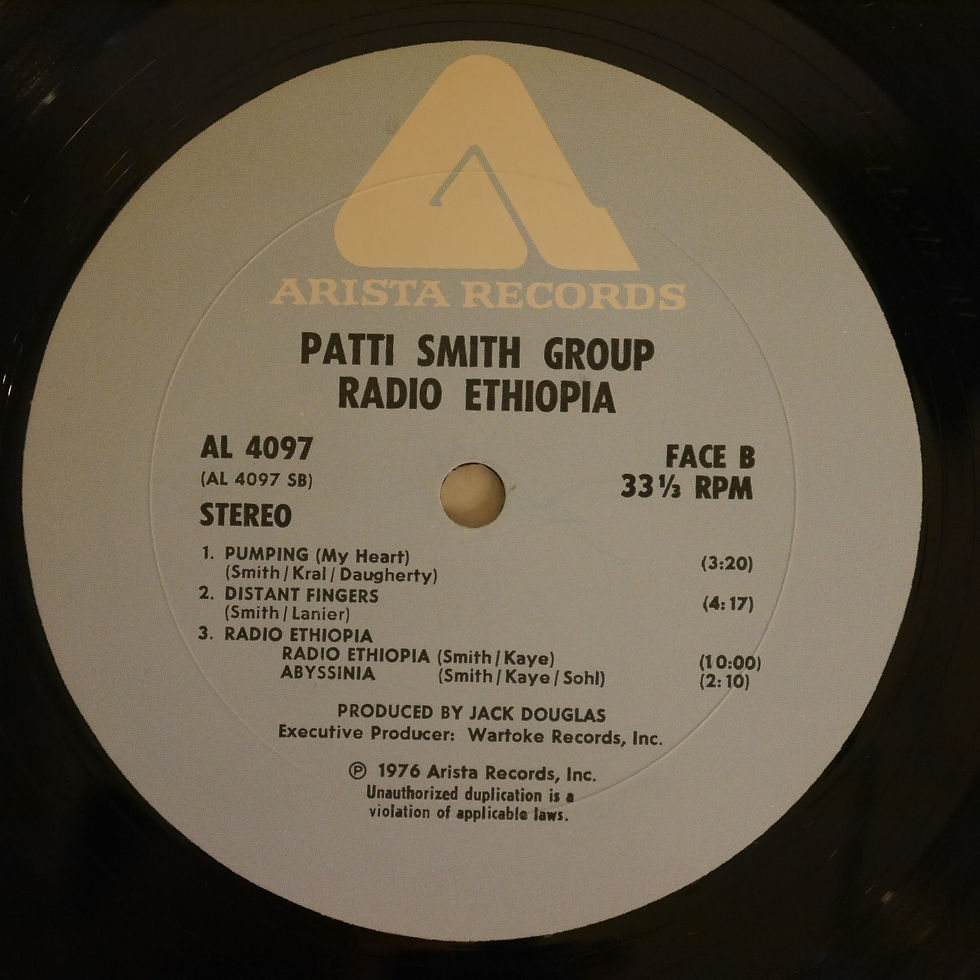 ARISTA RECORDS
PATTI SMITH GROUP
RADIO ETHIOPIA
AL 4097
(AL 4097 SB)
STEREO
FACE B
33⅓ RPM
1. PUMPING (My Heart) (3:20)
(Smith/Kral/Daugherty)
2. DISTANT FINGERS (4:17)
(Smith/Lanier)
3. RADIO ETHIOPIA
RADIO ETHIOPIA (Smith/Kaye) (10:00)
ABYSSINIA (Smith/Kaye/Sohl) (2:10)
PRODUCED BY JACK DOUGLAS
Executive Producer: Wartoke Records, Inc.
℗ 1976 Arista Records, Inc.
Unauthorized duplication is a
violation of applicable laws.